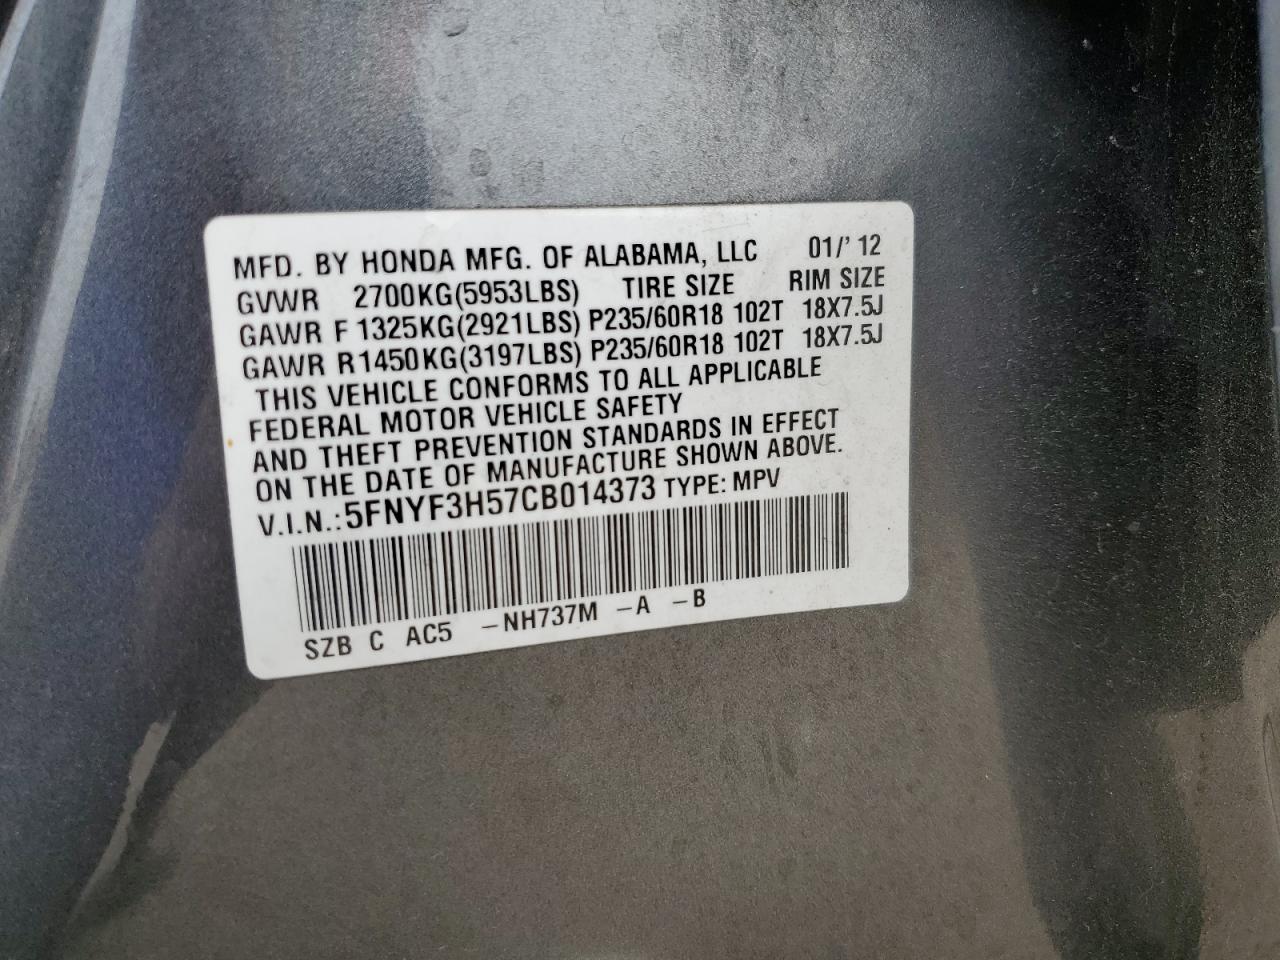 MFD. BY HONDA MFG. OF ALABAMA, LLC 01/' 12
GVWR 2700KG(5953LBS) TIRE SIZE RIM SIZE
GAWR F 1325KG(2921LBS) P235/60R18 102T 18X7.5J
GAWR R1450KG(3197LBS) P235/60R18 102T 18X7.5J
THIS VEHICLE CONFORMS TO ALL APPLICABLE
FEDERAL MOTOR VEHICLE SAFETY
AND THEFT PREVENTION STANDARDS IN EFFECT
ON THE DATE OF MANUFACTURE SHOWN ABOVE.
V.I.N.:5FNYF3H57CB014373 TYPE: MPV
SZB C AC5 -NH737M -A -B